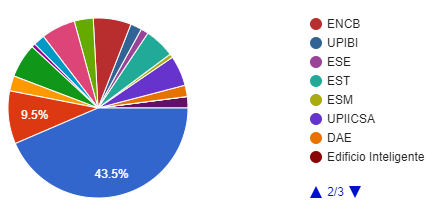 ENCB
UPIBI
ESE
EST
ESM
UPIICSA
DAE
Edificio Inteligente
2/3
9.5%
43.5%